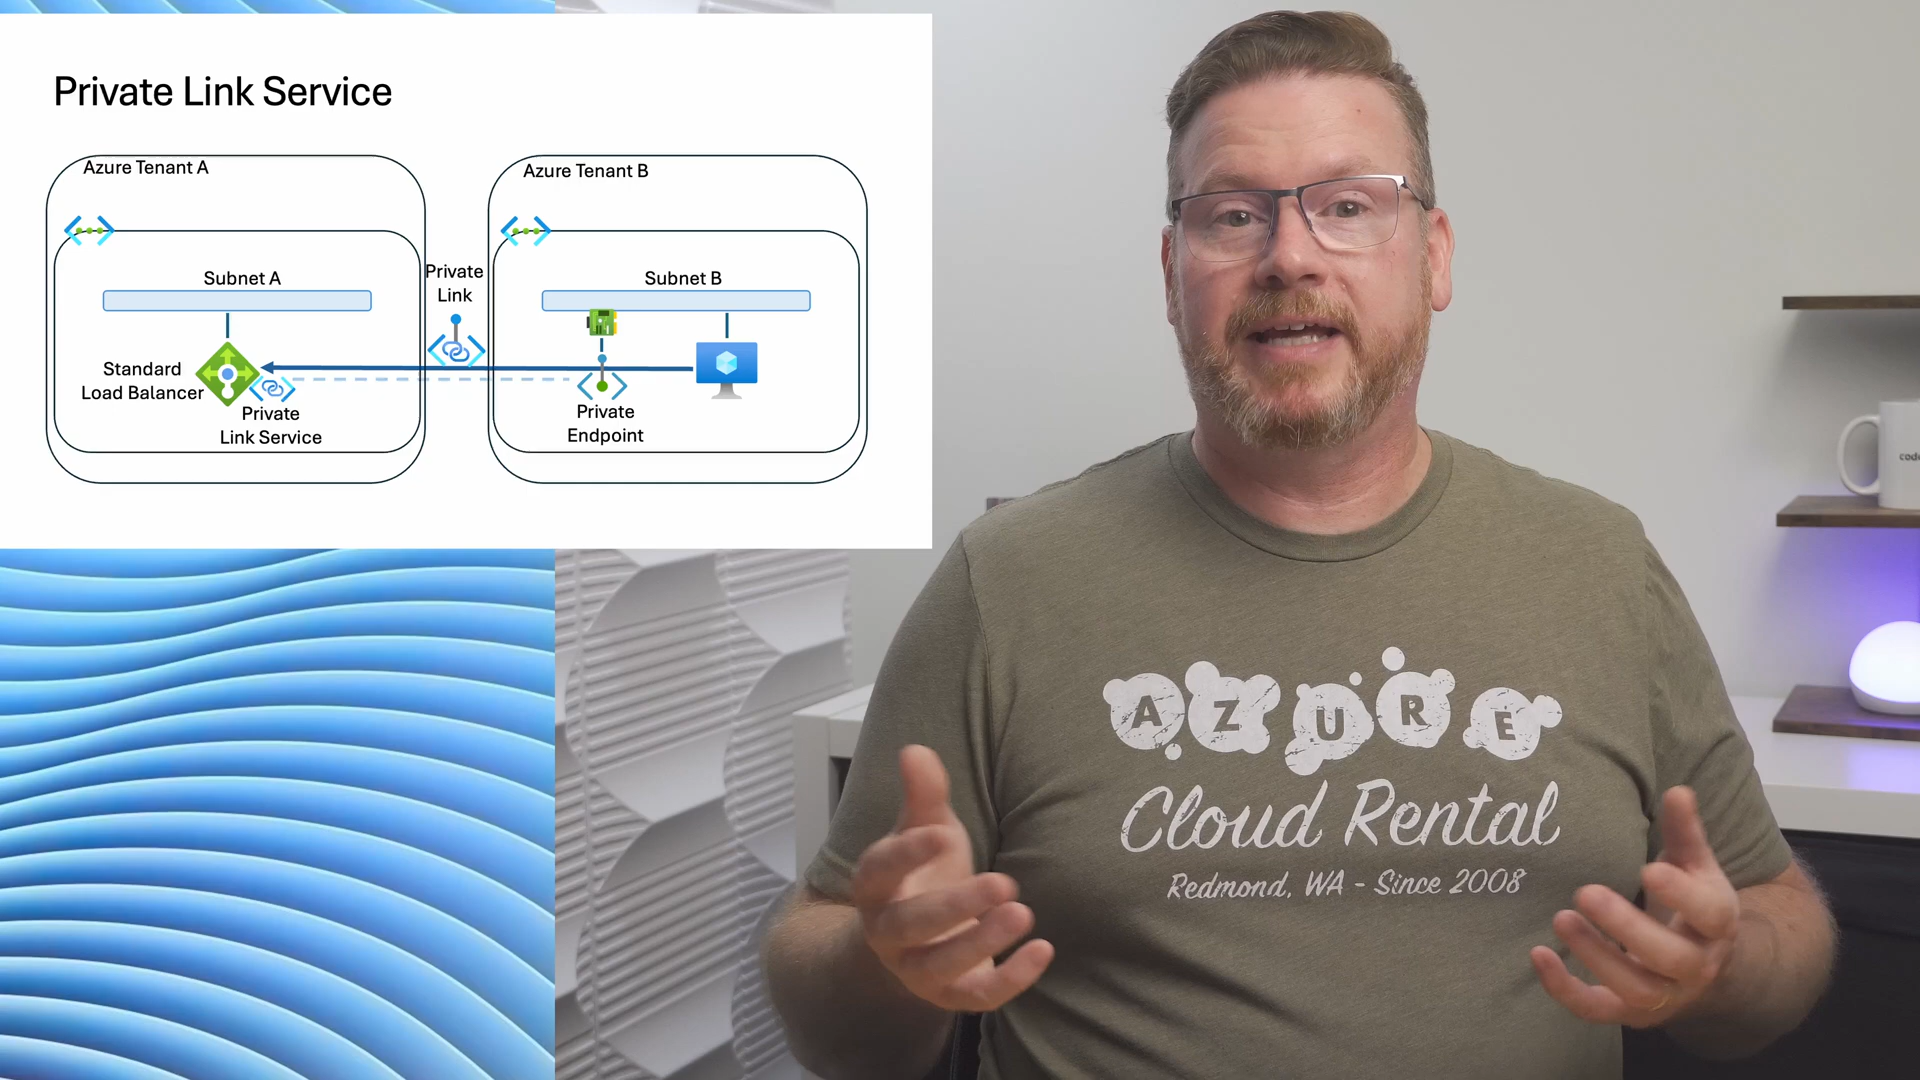 Private Link Service
Azure Tenant A
Azure Tenant B
Subnet A
Private
Link
Subnet B
Standard
Load Balancer
Private
Link Service
Private
Endpoint
AZURE
Cloud Rental
Redmond, WA - Since 2008
code